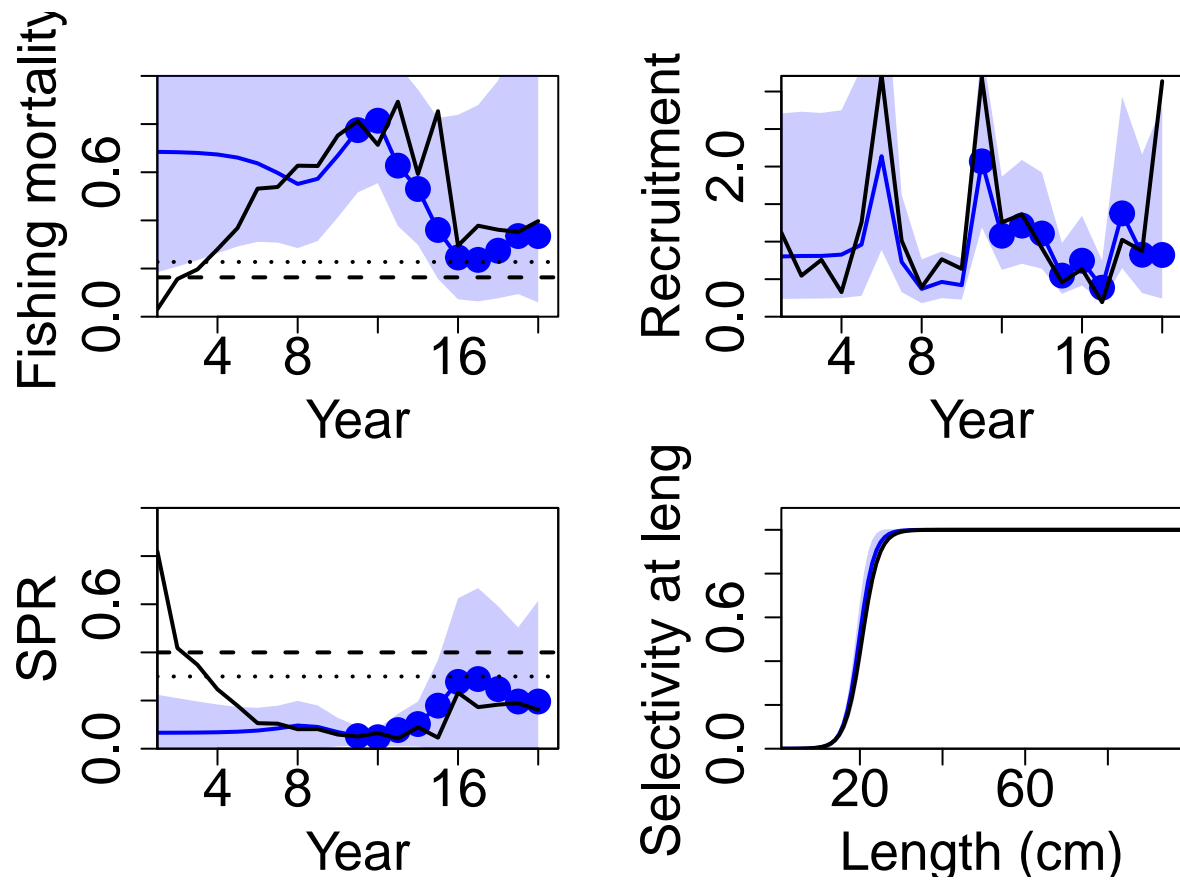 Fishing mortality
0.0
0.6
4
8
16
Year
Recruitment
0.0
2.0
4
8
16
Year
SPR
0.0
0.6
4
8
16
Year
Selectivity at leng
0.0
0.6
20
60
Length (cm)